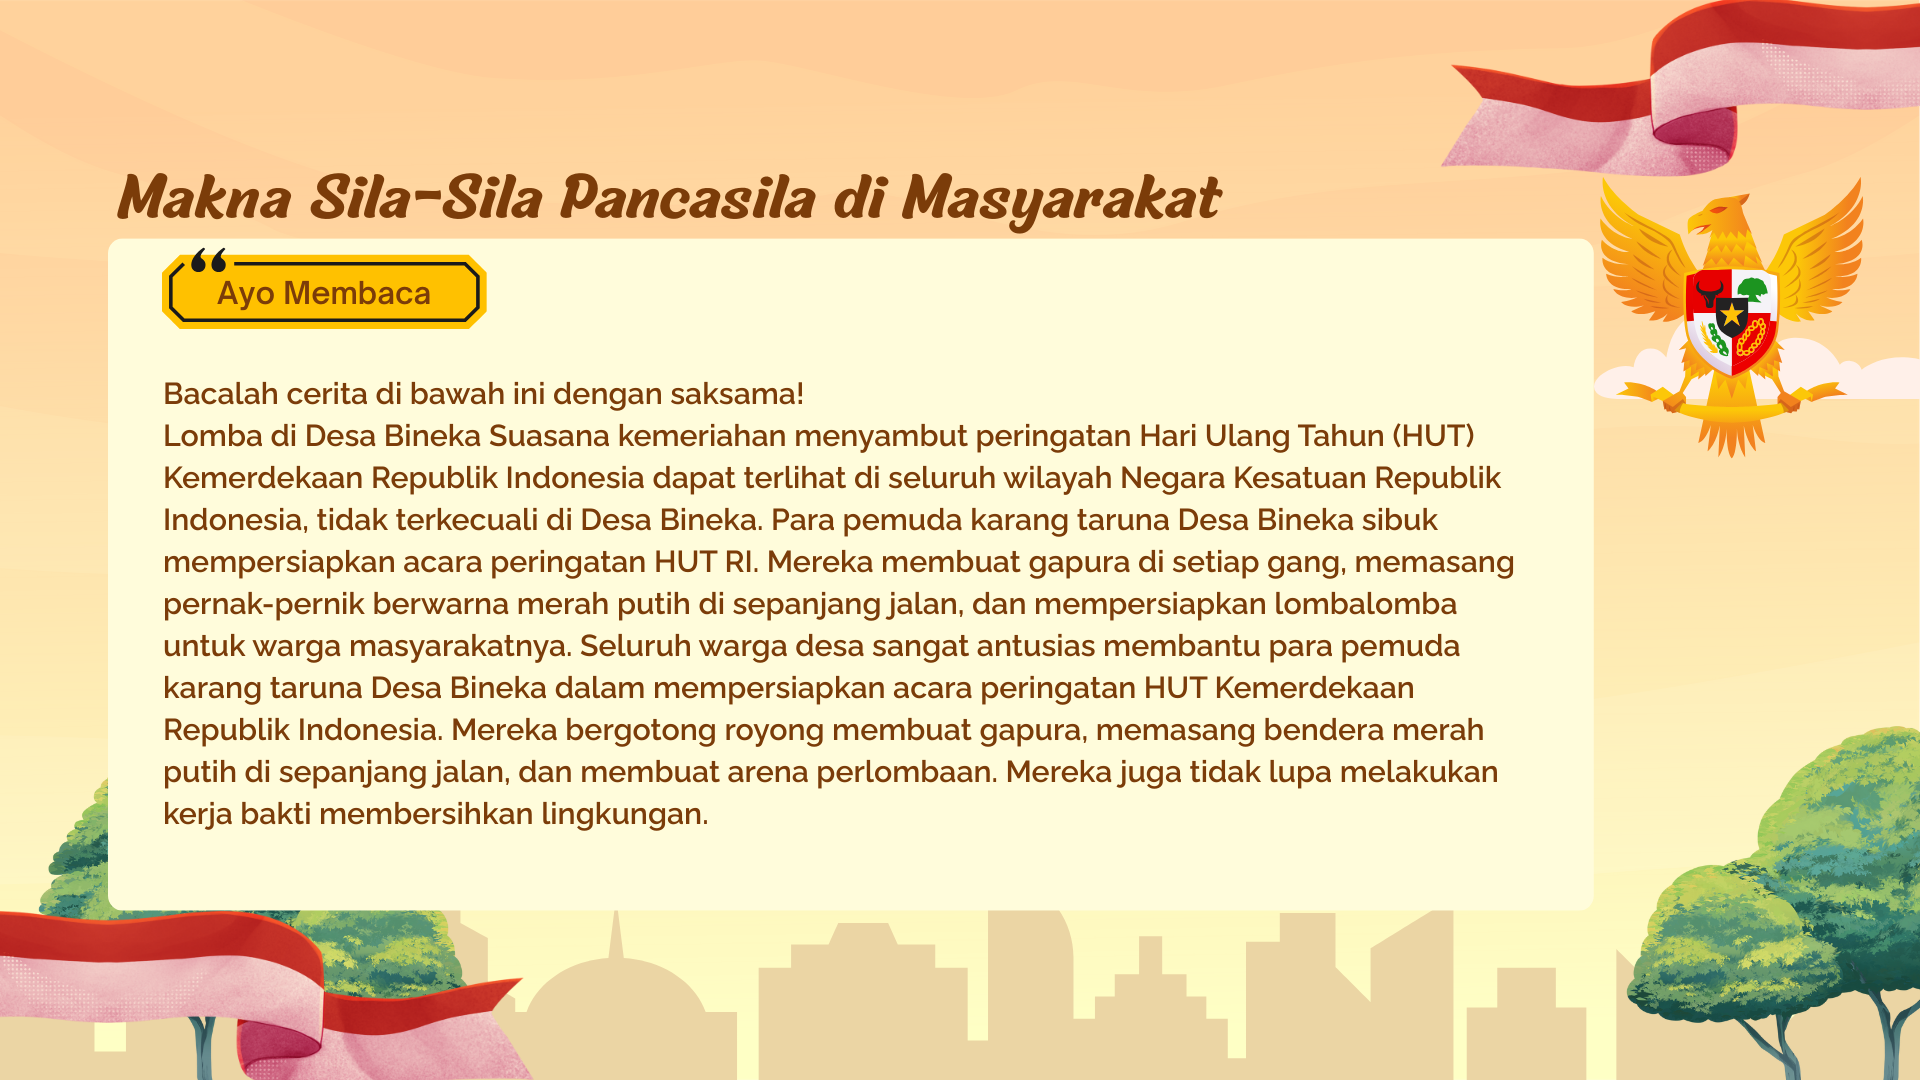 Makna Sila-Sila Pancasila di Masyarakat
Ayo Membaca
Bacalah cerita di bawah ini dengan saksama!
Lomba di Desa Bineka Suasana kemeriahan menyambut peringatan Hari Ulang Tahun (HUT)
Kemerdekaan Republik Indonesia dapat terlihat di seluruh wilayah Negara Kesatuan Republik
Indonesia, tidak terkecuali di Desa Bineka. Para pemuda karang taruna Desa Bineka sibuk
mempersiapkan acara peringatan HUT RI. Mereka membuat gapura di setiap gang, memasang
pernak-pernik berwarna merah putih di sepanjang jalan, dan mempersiapkan lombalomba
untuk warga masyarakatnya. Seluruh warga desa sangat antusias membantu para pemuda
karang taruna Desa Bineka dalam mempersiapkan acara peringatan HUT Kemerdekaan
Republik Indonesia. Mereka bergotong royong membuat gapura, memasang bendera merah
putih di sepanjang jalan, dan membuat arena perlombaan. Mereka juga tidak lupa melakukan
kerja bakti membersihkan lingkungan.